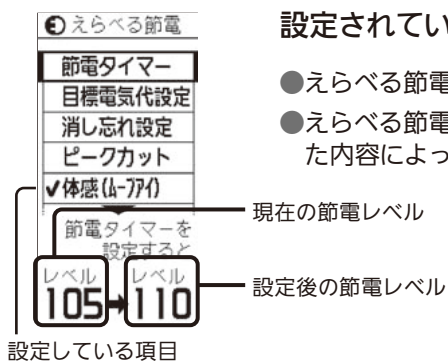 えらべる節電
節電タイマー
目標電気代設定
消し忘れ設定
ピークカット
✓体感(ﾑｰﾌﾞｱｲ)
節電タイマーを
設定すると
レベル
105
レベル
110
設定してい
●えらべる節電
●えらべる節電
た内容によっ
現在の節電レベル
設定後の節電レベル
設定している項目